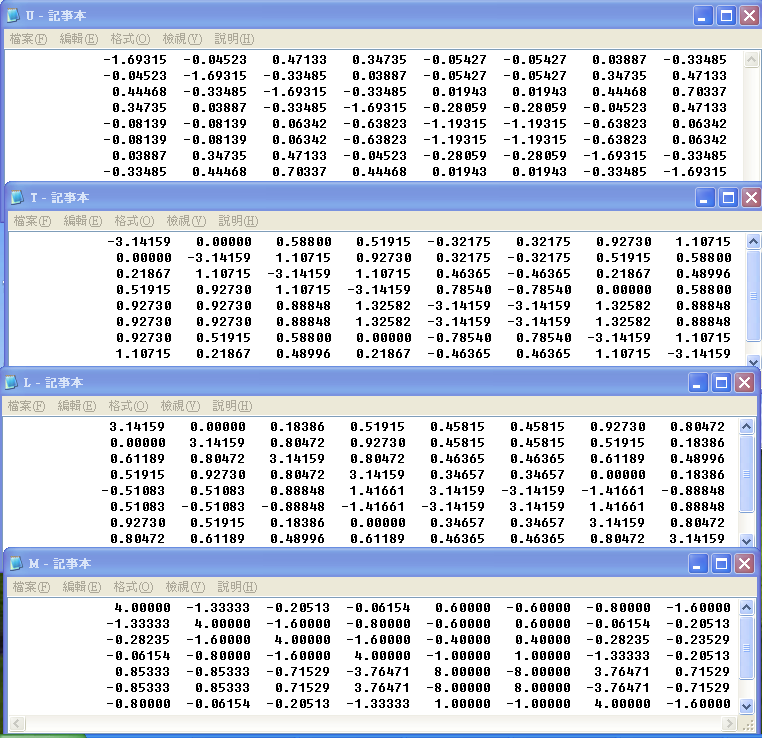 U - 記事本
檔案(F) 編輯(E) 格式(O) 檢視(V) 說明(H)
-1.69315 -0.04523 0.47133 0.34735 -0.05427 -0.05427 0.03887 -0.33485
-0.04523 -1.69315 -0.33485 0.03887 -0.05427 -0.05427 0.34735 0.47133
0.44468 -0.33485 -1.69315 -0.33485 0.01943 0.01943 0.44468 0.70337
0.34735 0.03887 -0.33485 -1.69315 -0.28059 -0.28059 -0.04523 0.47133
-0.08139 -0.08139 0.06342 -0.63823 -1.19315 -1.19315 -0.63823 0.06342
-0.08139 -0.08139 0.06342 -0.63823 -1.19315 -1.19315 -0.63823 0.06342
0.03887 0.34735 0.47133 -0.04523 -0.28059 -0.28059 -1.69315 -0.33485
-0.33485 0.44468 0.70337 0.44468 0.01943 0.01943 -0.33485 -1.69315
T - 記事本
檔案(F) 編輯(E) 格式(O) 檢視(V) 說明(H)
-3.14159 0.00000 0.58800 0.51915 -0.32175 0.32175 0.92730 1.10715
0.00000 -3.14159 1.10715 0.92730 0.32175 -0.32175 0.51915 0.58800
0.21867 1.10715 -3.14159 1.10715 0.46365 -0.46365 0.21867 0.48996
0.51915 0.92730 1.10715 -3.14159 0.78540 -0.78540 0.00000 0.58800
0.92730 0.92730 0.88848 1.32582 -3.14159 -3.14159 1.32582 0.88848
0.92730 0.92730 0.88848 1.32582 -3.14159 -3.14159 1.32582 0.88848
0.92730 0.51915 0.58800 0.00000 -0.78540 0.78540 -3.14159 1.10715
1.10715 0.21867 0.48996 0.21867 -0.46365 0.46365 1.10715 -3.14159
L - 記事本
檔案(F) 編輯(E) 格式(O) 檢視(V) 說明(H)
3.14159 0.00000 0.18386 0.51915 0.45815 0.45815 0.92730 0.80472
0.00000 3.14159 0.80472 0.92730 0.45815 0.45815 0.51915 0.18386
0.61189 0.80472 3.14159 0.80472 0.46365 0.46365 0.61189 0.48996
0.51915 0.92730 0.80472 3.14159 0.34657 0.34657 0.00000 0.18386
-0.51083 0.51083 0.88848 1.41661 3.14159 -3.14159 -1.41661 -0.88848
0.51083 -0.51083 -0.88848 -1.41661 -3.14159 3.14159 1.41661 0.88848
0.92730 0.51915 0.18386 0.00000 0.34657 0.34657 3.14159 0.80472
0.80472 0.61189 0.48996 0.61189 0.46365 0.46365 0.80472 3.14159
M - 記事本
檔案(F) 編輯(E) 格式(O) 檢視(V) 說明(H)
4.00000 -1.33333 -0.20513 -0.06154 0.60000 -0.60000 -0.80000 -1.60000
-1.33333 4.00000 -1.60000 -0.80000 -0.60000 0.60000 -0.06154 -0.20513
-0.28235 -1.60000 4.00000 -1.60000 -0.40000 0.40000 -0.28235 -0.23529
-0.06154 -0.80000 -1.60000 4.00000 -1.00000 1.00000 -1.33333 -0.20513
0.85333 -0.85333 -0.71529 -3.76471 8.00000 -8.00000 3.76471 0.71529
-0.85333 0.85333 0.71529 3.76471 -8.00000 8.00000 -3.76471 -0.71529
-0.80000 -0.06154 -0.20513 -1.33333 1.00000 -1.00000 4.00000 -1.60000